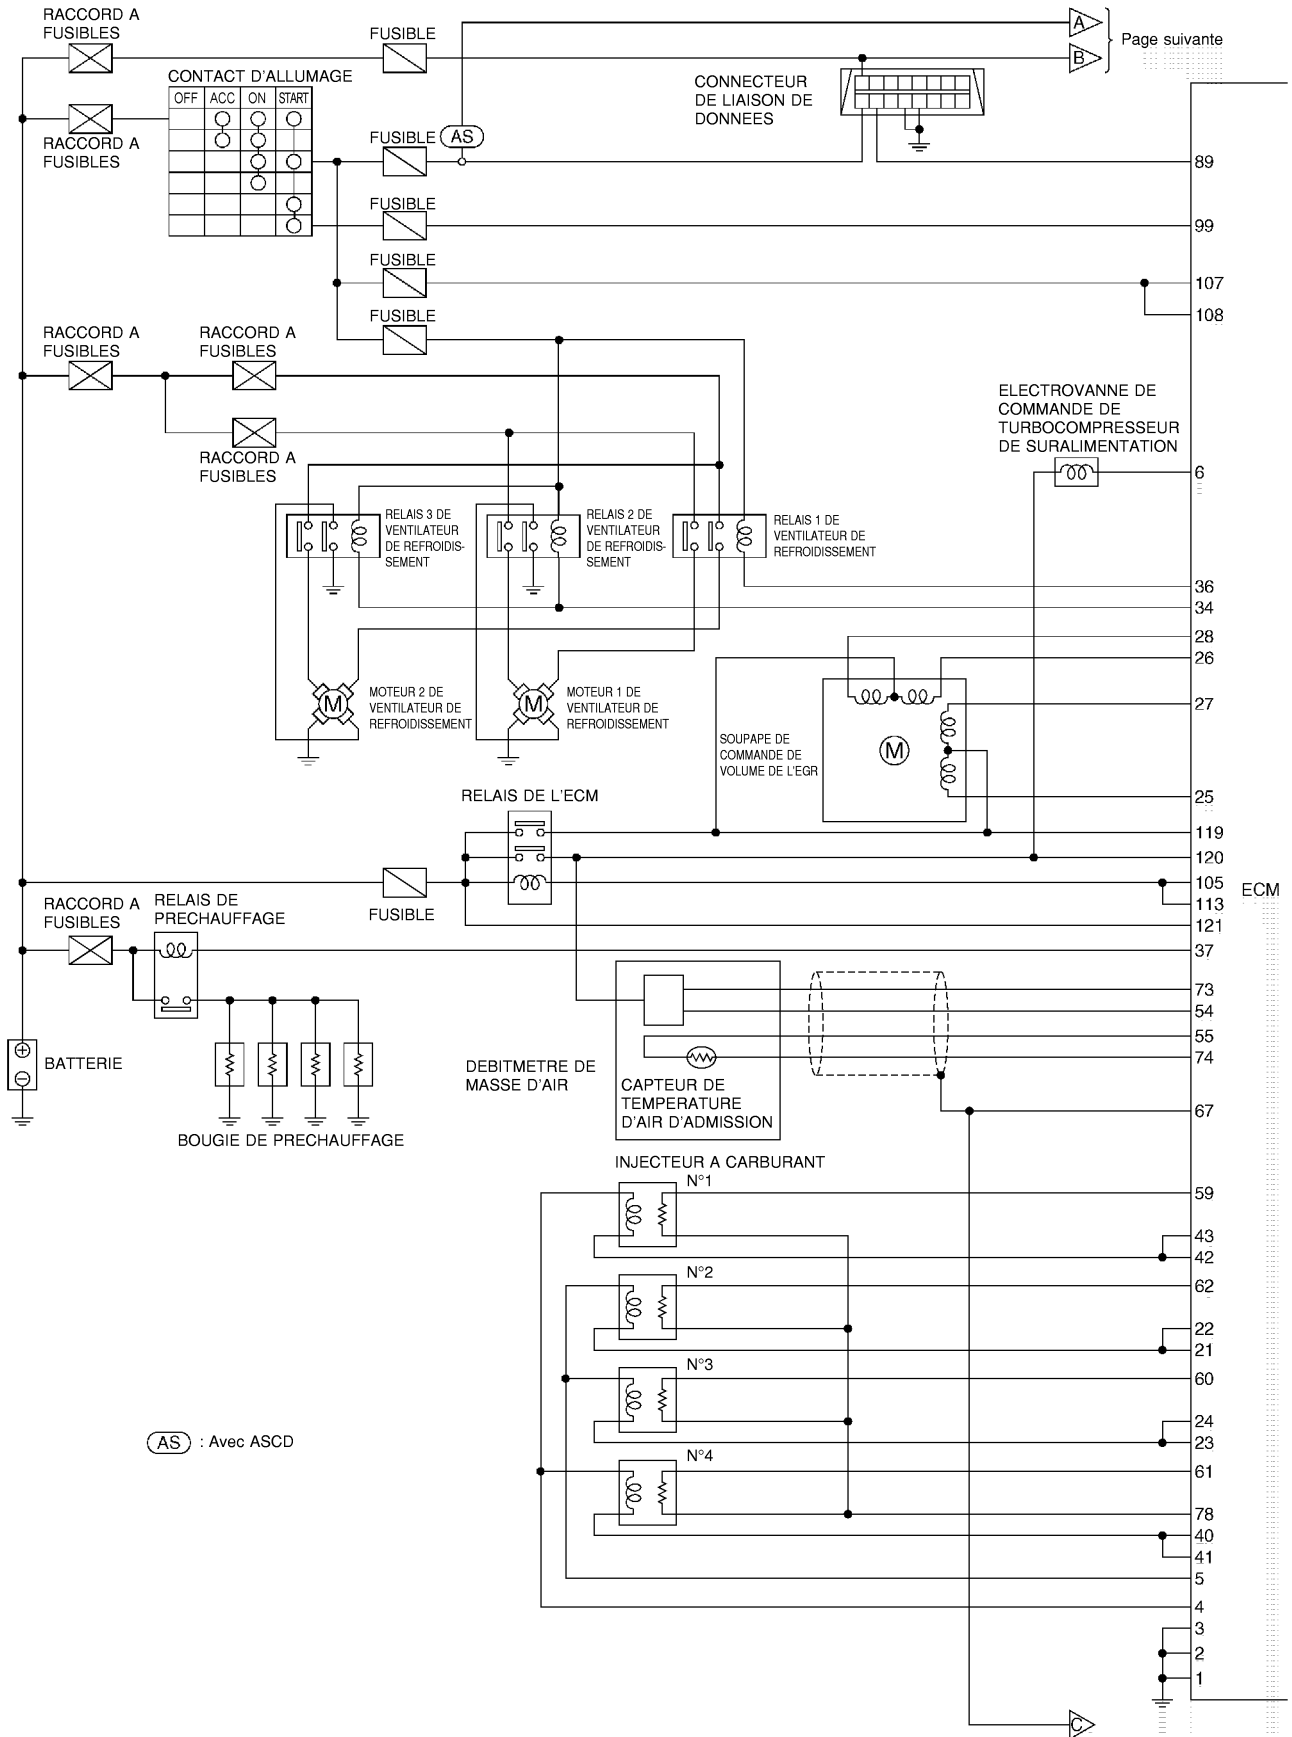 RACCORD A
FUSIBLES
FUSIBLE
A
Page suivante
B
CONTACT D'ALLUMAGE
OFF ACC ON START
CONNECTEUR
DE LIAISON DE
DONNEES
RACCORD A
FUSIBLES
FUSIBLE
AS
89
FUSIBLE
99
FUSIBLE
107
FUSIBLE
108
RACCORD A
FUSIBLES
RACCORD A
FUSIBLES
RACCORD A
FUSIBLES
ELECTROVANNE DE
COMMANDE DE
TURBOCOMPRESSEUR
DE SURALIMENTATION
6
RELAIS 3 DE
VENTILATEUR
DE REFROIDIS-
SEMENT
RELAIS 2 DE
VENTILATEUR
DE REFROIDIS-
SEMENT
RELAIS 1 DE
VENTILATEUR DE
REFROIDISSEMENT
36
34
28
26
27
M
MOTEUR 2 DE
VENTILATEUR DE
REFROIDISSEMENT
M
MOTEUR 1 DE
VENTILATEUR DE
REFROIDISSEMENT
SOUPAPE DE
COMMANDE DE
VOLUME DE L'EGR
M
25
RELAIS DE L'ECM
119
120
105
113
121
37
ECM
FUSIBLE
RACCORD A
FUSIBLES
RELAIS DE
PRECHAUFFAGE
BATTERIE
BOUGIE DE PRECHAUFFAGE
DEBITMETRE DE
MASSE D'AIR
CAPTEUR DE
TEMPERATURE
D'AIR D'ADMISSION
73
54
55
74
67
INJECTEUR A CARBURANT
N°1
59
43
42
N°2
62
22
21
N°3
60
24
23
AS : Avec ASCD
N°4
61
78
40
41
5
4
3
2
1
C